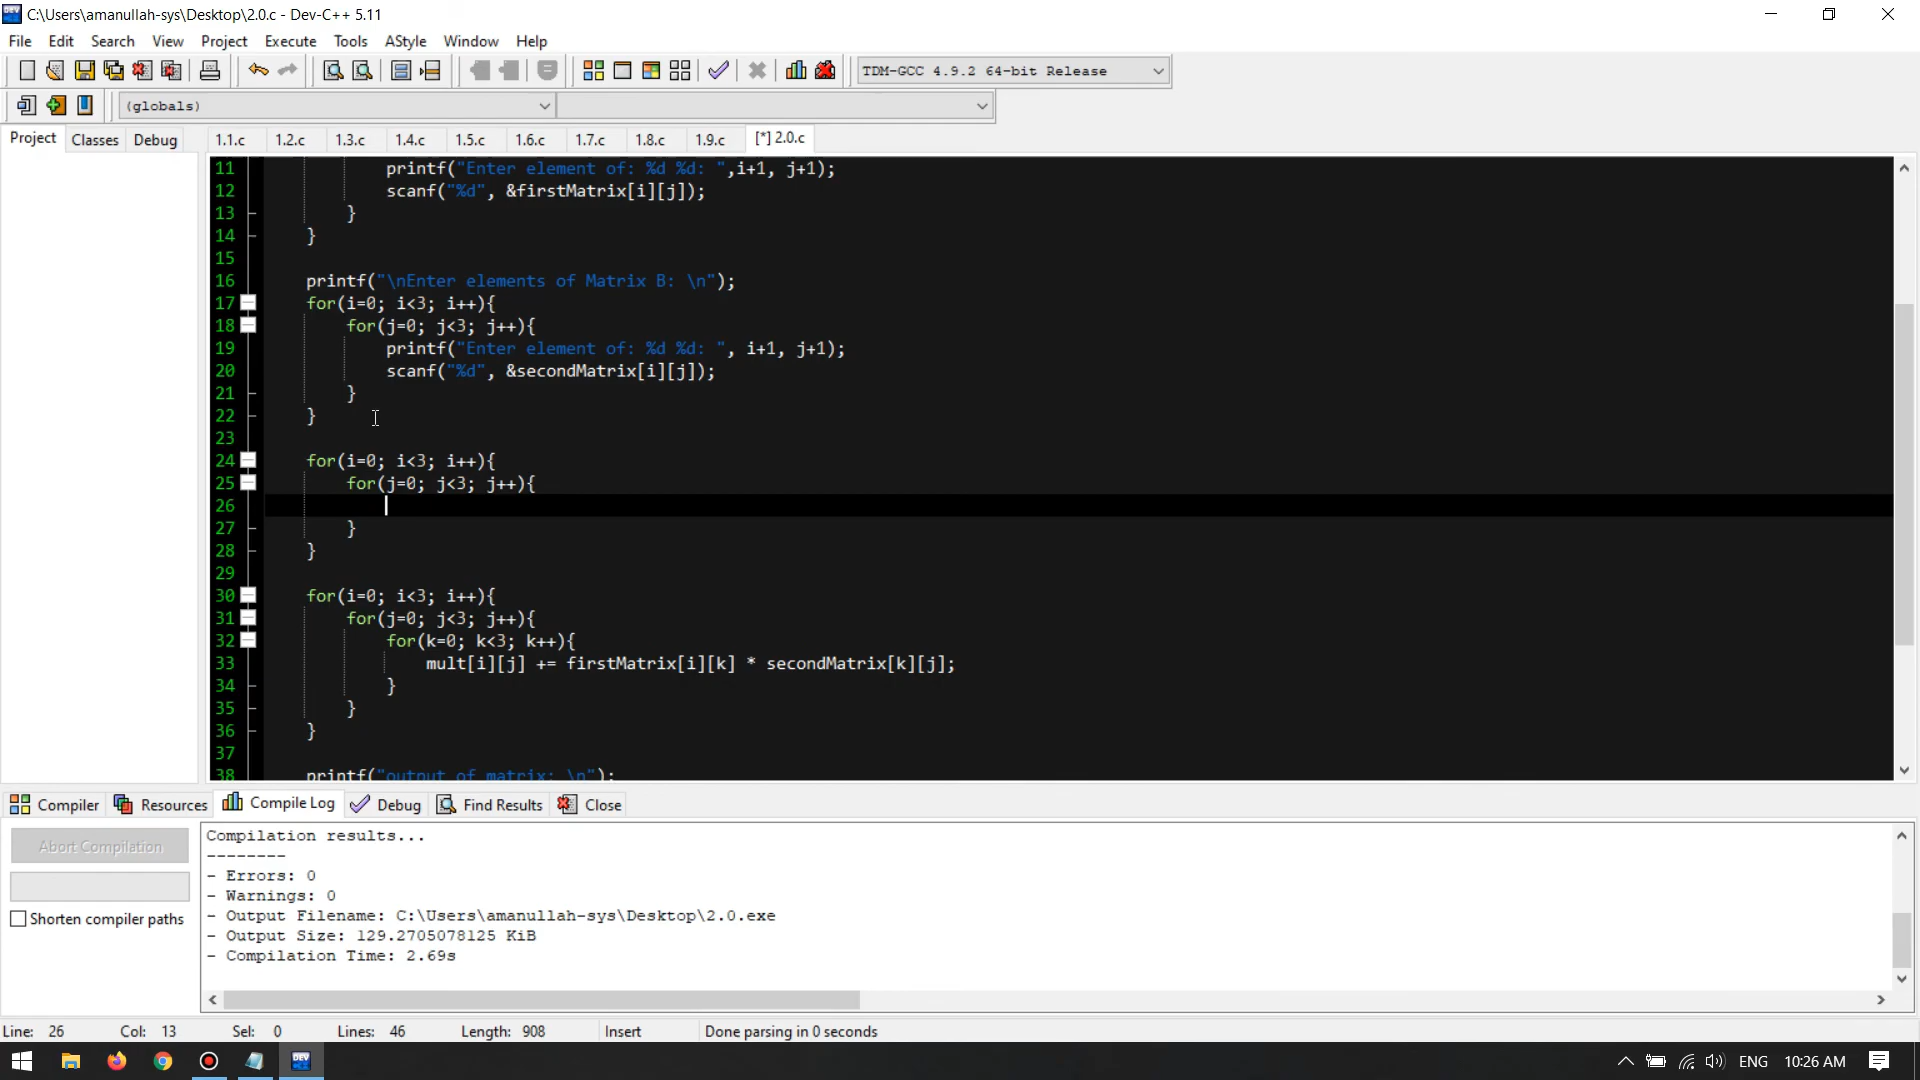 C:\Users\amanullah-sys\Desktop\2.0.c - Dev-C++ 5.11
File Edit Search View Project Execute Tools AStyle Window Help
TDM-GCC 4.9.2 64-bit Release
(globals)
Project Classes Debug 1.1.c 1.2.c 1.3.c 1.4.c 1.5.c 1.6.c 1.7.c 1.8.c 1.9.c [*] 2.0.c
11 printf("Enter element of: %d %d: ",i+1, j+1);
12 scanf("%d", &firstMatrix[i][j]);
13 }
14 }
15
16 printf("\nEnter elements of Matrix B: \n");
17 for(i=0; i<3; i++){
18 for(j=0; j<3; j++){
19 printf("Enter element of: %d %d: ", i+1, j+1);
20 scanf("%d", &secondMatrix[i][j]);
21 }
22 }
23
24 for(i=0; i<3; i++){
25 for(j=0; j<3; j++){
26
27 }
28 }
29
30 for(i=0; i<3; i++){
31 for(j=0; j<3; j++){
32 for(k=0; k<3; k++){
33 mult[i][j] += firstMatrix[i][k] * secondMatrix[k][j];
34 }
35 }
36 }
37
38 printf("output of matrix: \n");
Compiler Resources Compile Log Debug Find Results Close
Abort Compilation
Shorten compiler paths
Compilation results...
--------
- Errors: 0
- Warnings: 0
- Output Filename: C:\Users\amanullah-sys\Desktop\2.0.exe
- Output Size: 129.2705078125 KiB
- Compilation Time: 2.69s
Line: 26 Col: 13 Sel: 0 Lines: 46 Length: 908 Insert Done parsing in 0 seconds
DEV ENG 10:26 AM